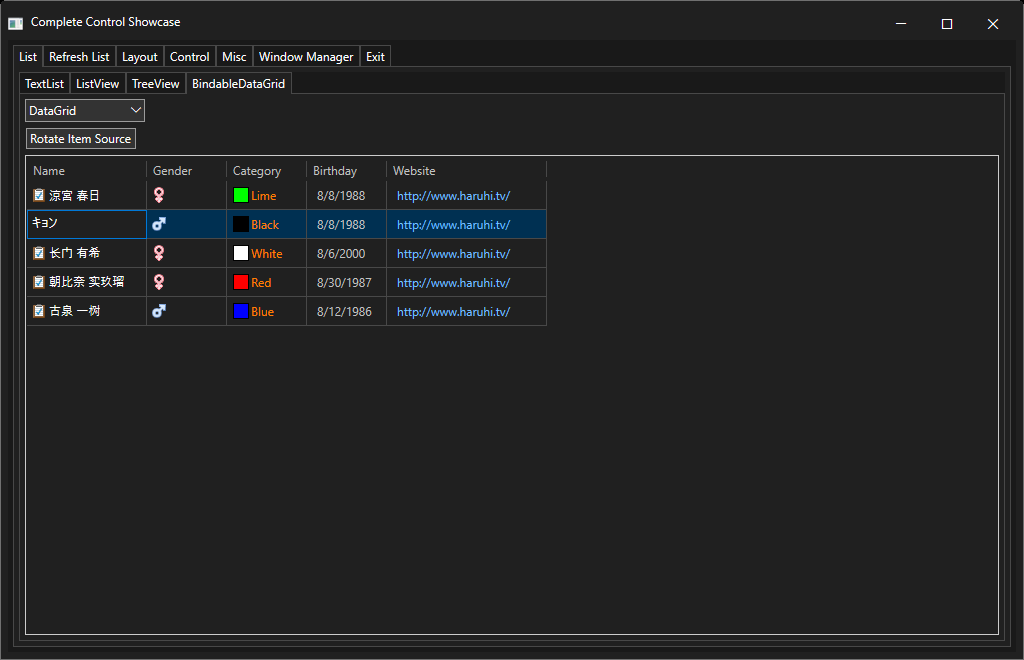 Complete Control Showcase
List Refresh List Layout Control Misc Window Manager Exit
TextList ListView TreeView BindableDataGrid
DataGrid
Rotate Item Source
Name Gender Category Birthday Website
涼宮 春日 Lime 8/8/1988 http://www.haruhi.tv/
キョン Black 8/8/1988 http://www.haruhi.tv/
长门 有希 White 8/6/2000 http://www.haruhi.tv/
朝比奈 实玖瑠 Red 8/30/1987 http://www.haruhi.tv/
古泉 一树 Blue 8/12/1986 http://www.haruhi.tv/